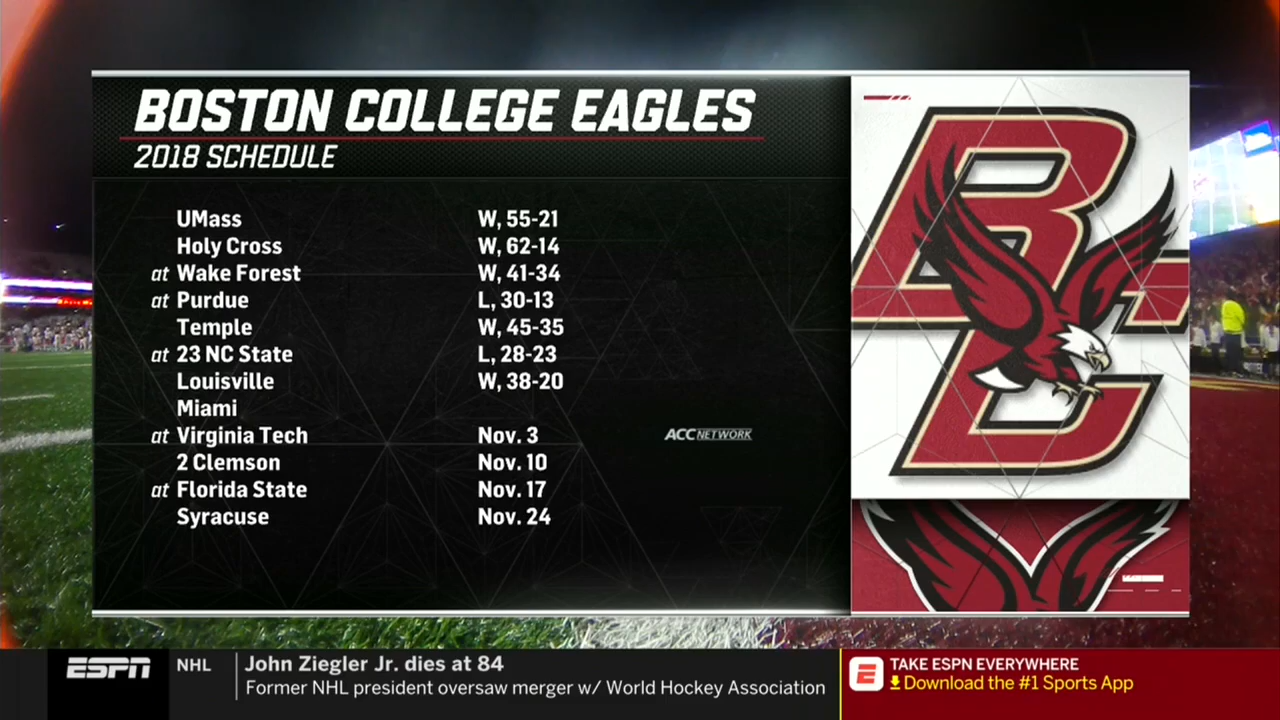 BOSTON COLLEGE EAGLES
2018 SCHEDULE
UMass W, 55-21
Holy Cross W, 62-14
at Wake Forest W, 41-34
at Purdue L, 30-13
Temple W, 45-35
at 23 NC State L, 28-23
Louisville W, 38-20
Miami
at Virginia Tech Nov. 3 ACC NETWORK
2 Clemson Nov. 10
at Florida State Nov. 17
Syracuse Nov. 24
BC
ESPN NHL John Ziegler Jr. dies at 84
Former NHL president oversaw merger w/ World Hockey Association
E TAKE ESPN EVERYWHERE
Download the #1 Sports App